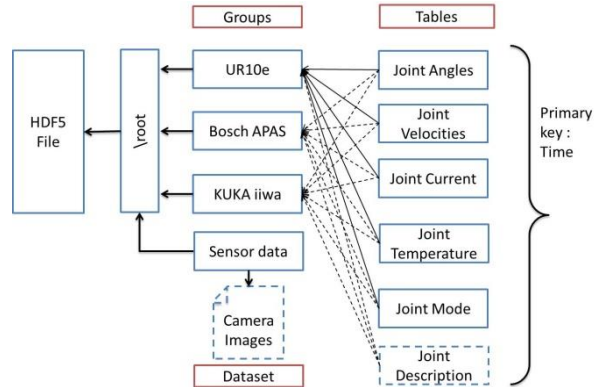 Groups
Tables
HDF5
File
\root
UR10e
Bosch APAS
KUKA iiwa
Sensor data
Camera
Images
Dataset
Joint Angles
Joint
Velocities
Joint Current
Joint
Temperature
Joint Mode
Joint
Description
Primary
key :
Time